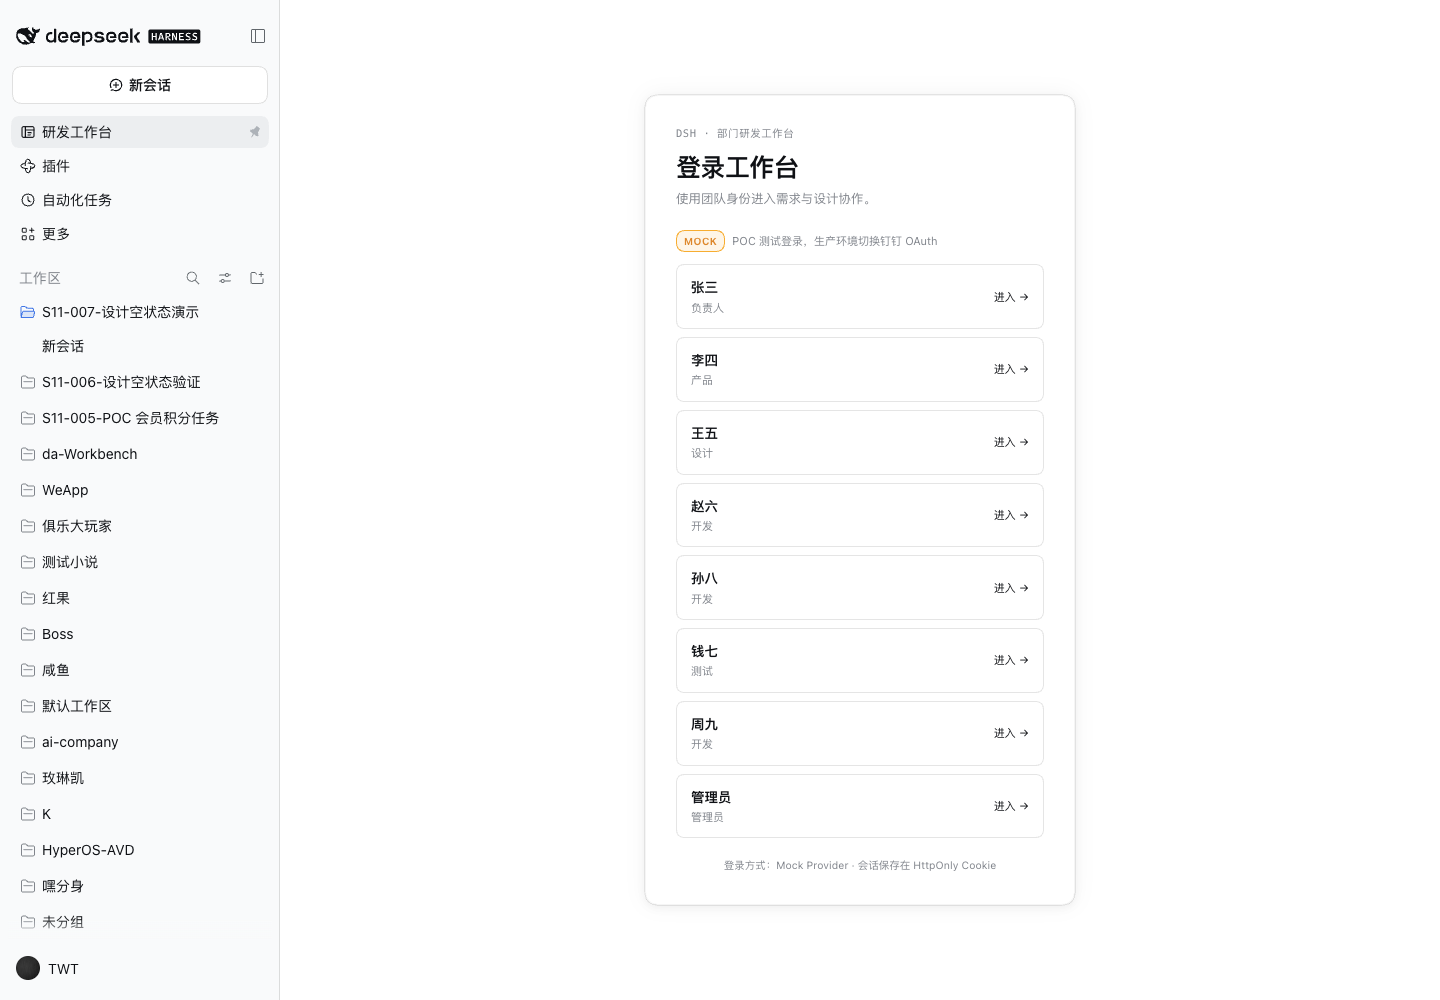 deepseek HARNESS
新会话
研发工作台
插件
自动化任务
更多
工作区
S11-007-设计空状态演示
新会话
S11-006-设计空状态验证
S11-005-POC 会员积分任务
da-Workbench
WeApp
俱乐大玩家
测试小说
红果
Boss
咸鱼
默认工作区
ai-company
玫琳凯
K
HyperOS-AVD
嘿分身
未分组
TWT
DSH · 部门研发工作台
登录工作台
使用团队身份进入需求与设计协作。
MOCK POC 测试登录，生产环境切换钉钉 OAuth
张三
负责人
进入 →
李四
产品
进入 →
王五
设计
进入 →
赵六
开发
进入 →
孙八
开发
进入 →
钱七
测试
进入 →
周九
开发
进入 →
管理员
管理员
进入 →
登录方式：Mock Provider · 会话保存在 HttpOnly Cookie